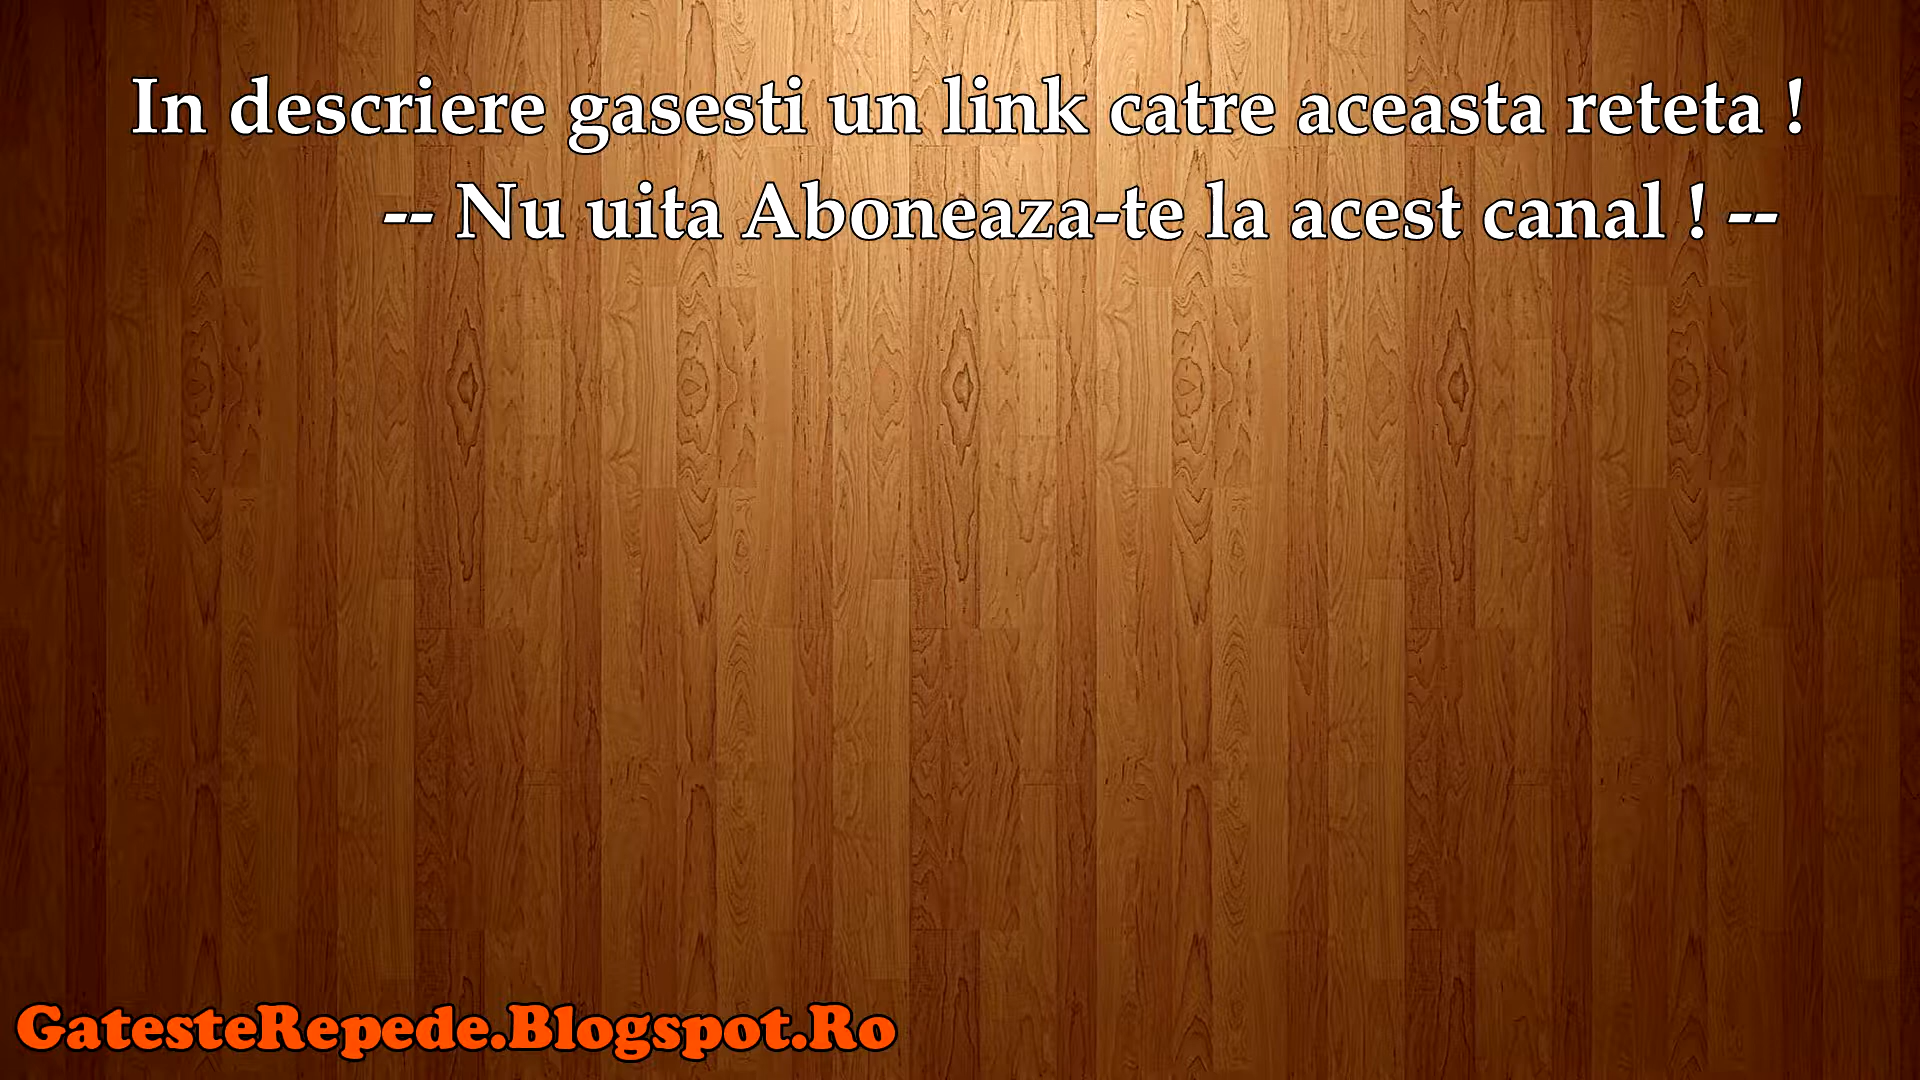 In descriere gasesti un link catre aceasta reteta !
-- Nu uita Aboneaza-te la acest canal ! --
GatesteRepede.Blogspot.Ro